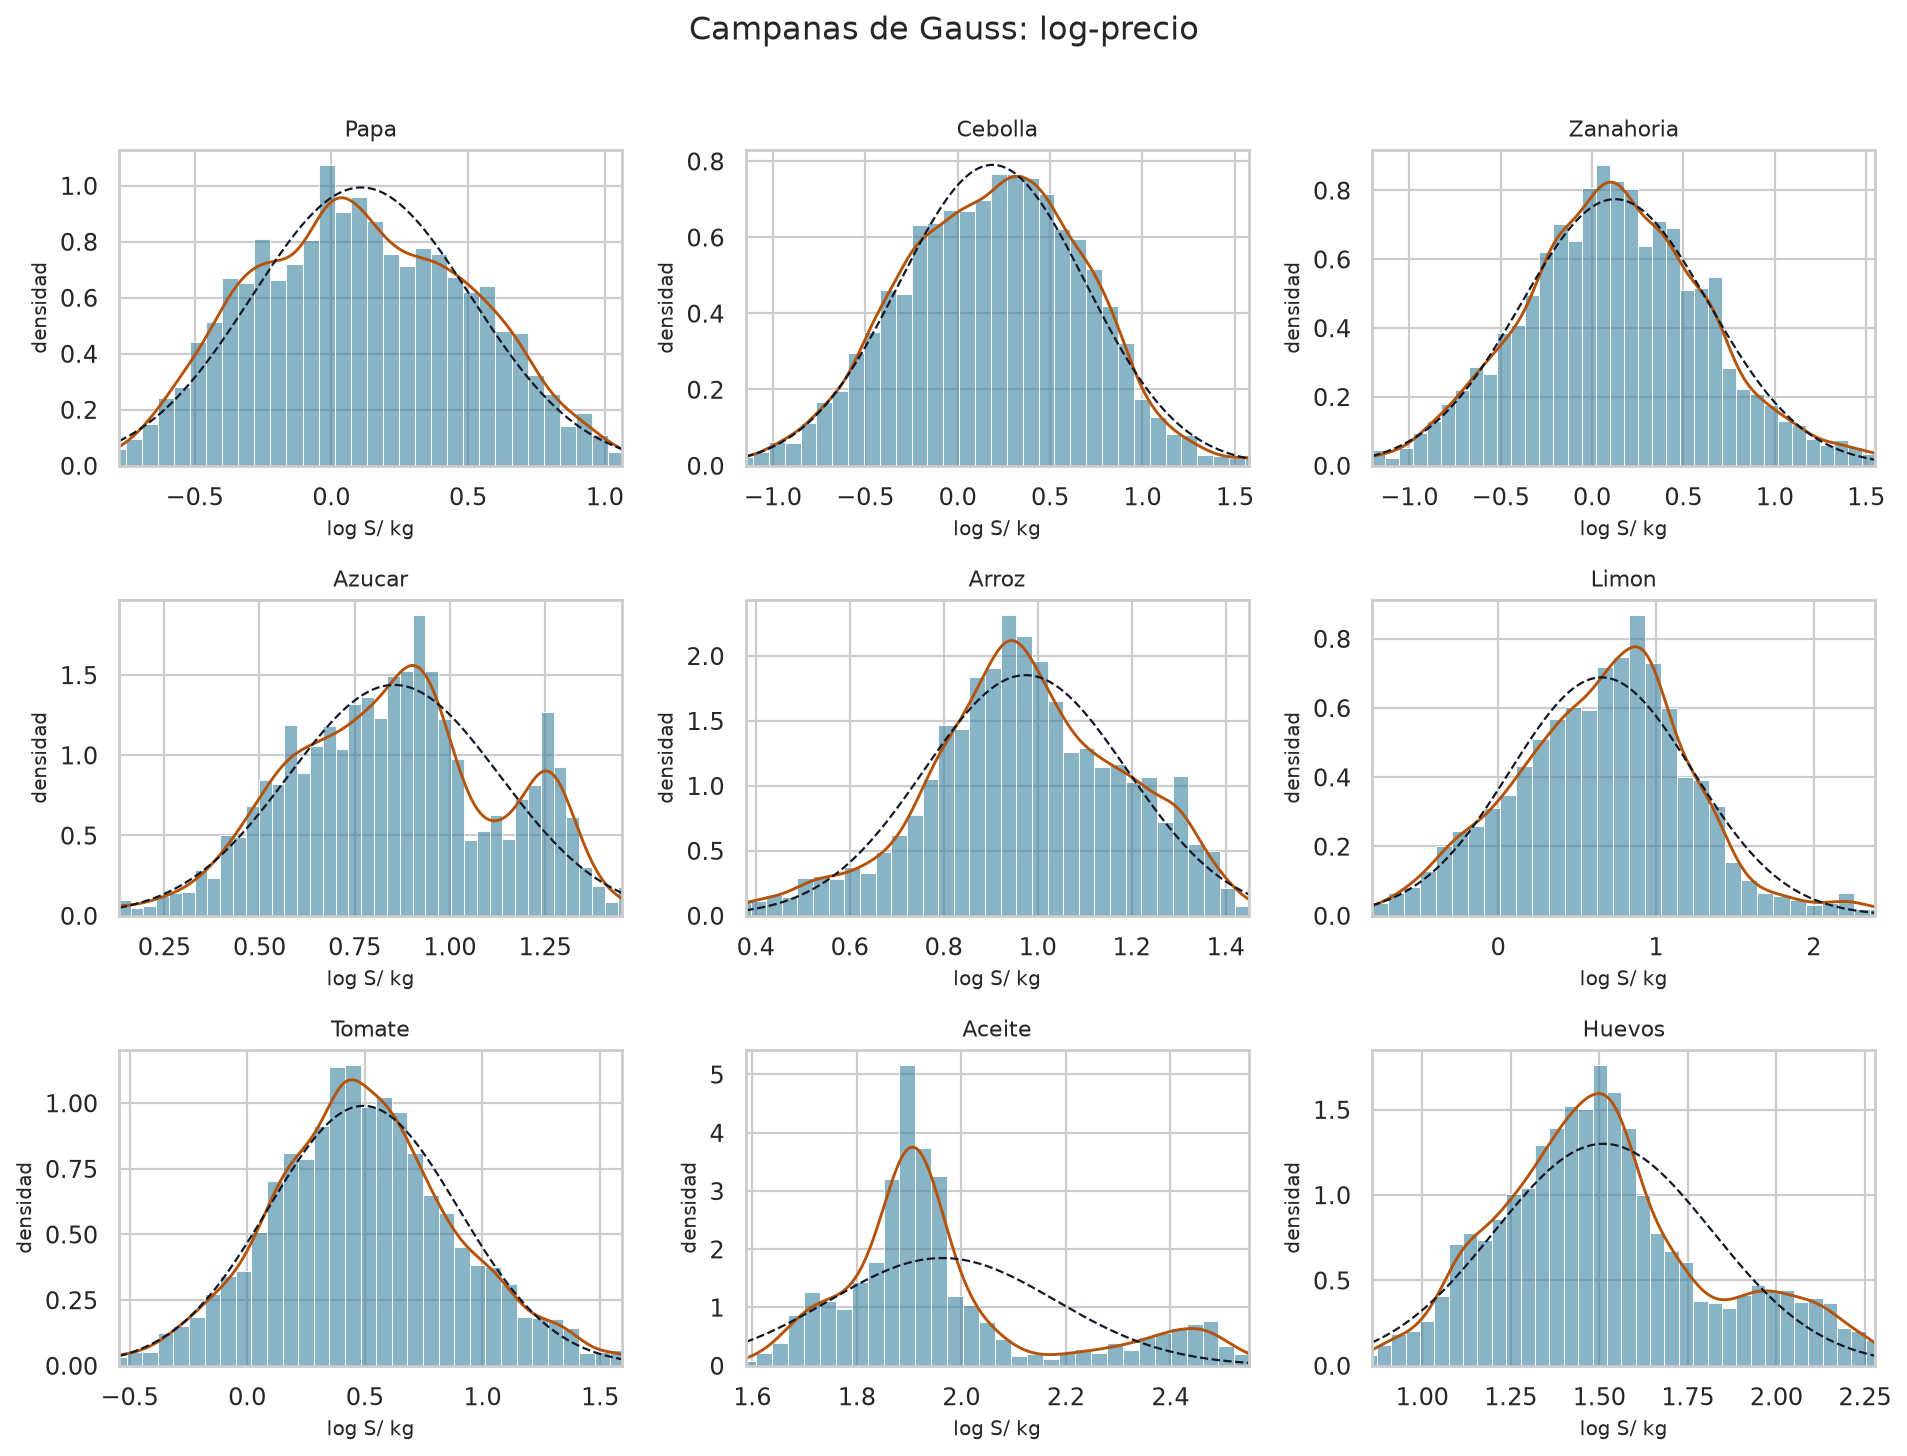 Campanas de Gauss: log-precio
Papa
densidad
1.0
0.8
0.6
0.4
0.2
0.0
−0.5 0.0 0.5 1.0
log S/ kg
Cebolla
densidad
0.8
0.6
0.4
0.2
0.0
−1.0 −0.5 0.0 0.5 1.0 1.5
log S/ kg
Zanahoria
densidad
0.8
0.6
0.4
0.2
0.0
−1.0 −0.5 0.0 0.5 1.0 1.5
log S/ kg
Azucar
densidad
1.5
1.0
0.5
0.0
0.25 0.50 0.75 1.00 1.25
log S/ kg
Arroz
densidad
2.0
1.5
1.0
0.5
0.0
0.4 0.6 0.8 1.0 1.2 1.4
log S/ kg
Limon
densidad
0.8
0.6
0.4
0.2
0.0
0 1 2
log S/ kg
Tomate
densidad
1.00
0.75
0.50
0.25
0.00
−0.5 0.0 0.5 1.0 1.5
log S/ kg
Aceite
densidad
5
4
3
2
1
0
1.6 1.8 2.0 2.2 2.4
log S/ kg
Huevos
densidad
1.5
1.0
0.5
0.0
1.00 1.25 1.50 1.75 2.00 2.25
log S/ kg